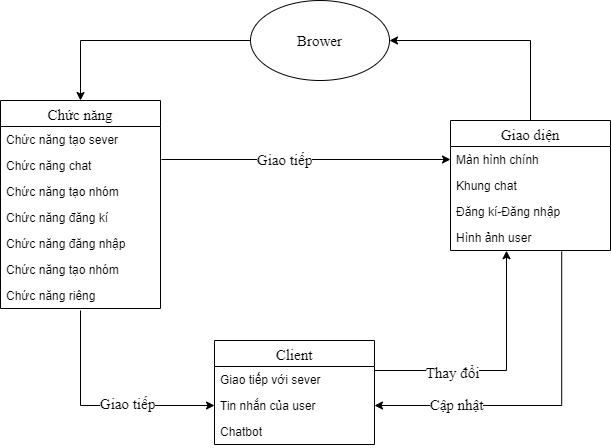 Brower
Chức năng
Chức năng tạo sever
Chức năng chat
Chức năng tạo nhóm
Chức năng đăng kí
Chức năng đăng nhập
Chức năng tạo nhóm
Chức năng riêng
Giao tiếp
Giao diện
Màn hình chính
Khung chat
Đăng kí-Đăng nhập
Hình ảnh user
Client
Giao tiếp với sever
Tin nhắn của user
Chatbot
Giao tiếp
Thay đổi
Cập nhật